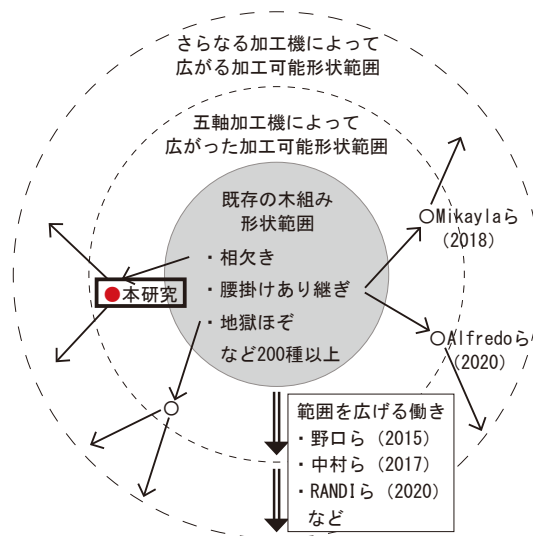 さらなる加工機によって
広がる加工可能形状範囲
五軸加工機によって
広がった加工可能形状範囲
既存の木組み
形状範囲
・相欠き
・腰掛けあり継ぎ
・地獄ほぞ
など200種以上
Mikaylaら
（2018）
本研究
Alfredoら
（2020）
範囲を広げる働き
・野口ら（2015）
・中村ら（2017）
・RANDIら（2020）
など